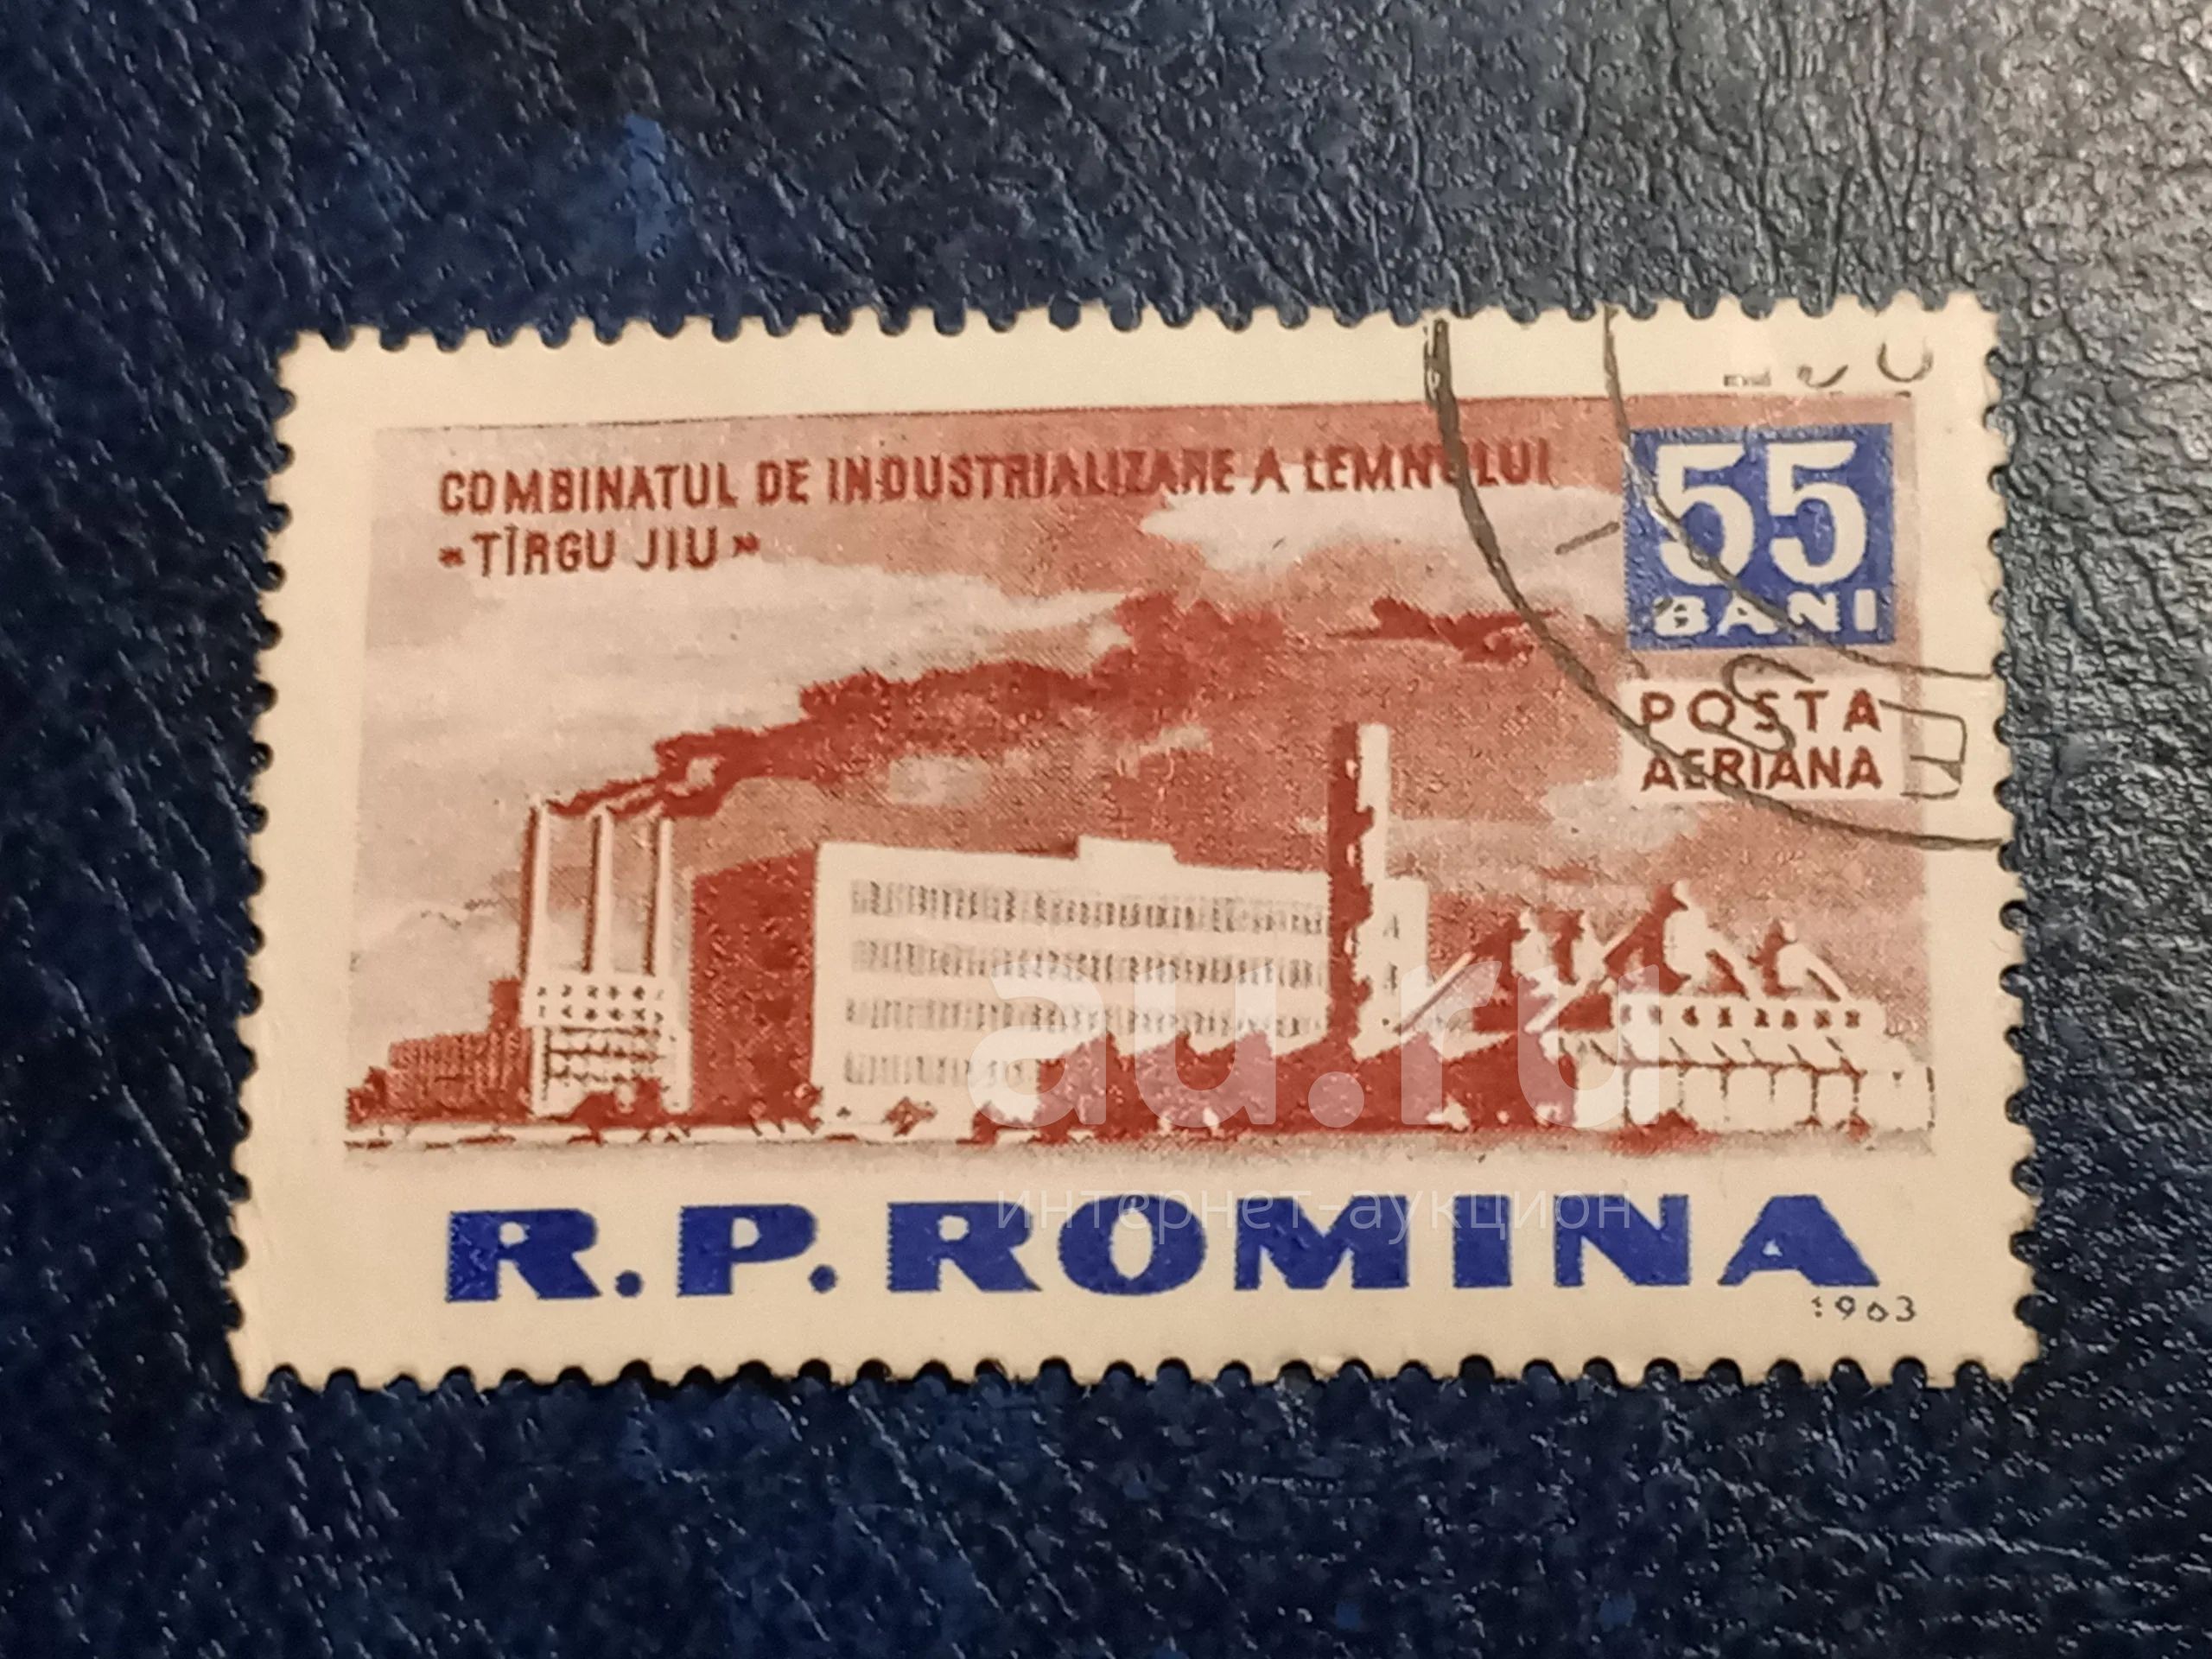 COMBINATUL DE INDUSTRIALIZARE A LEMNULUI
«TÎRGU JIU»
55
BANI
POSTA
AERIANA
au.ru
интернет-аукцион
R.P.ROMINA
1963